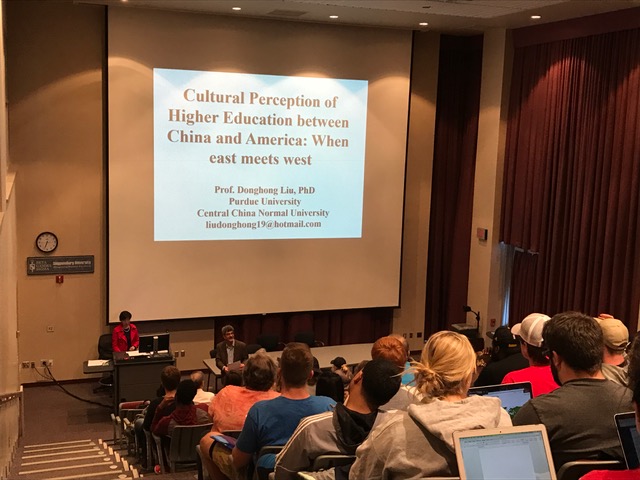 Cultural Perception of
Higher Education between
China and America: When
east meets west
Prof. Donghong Liu, PhD
Purdue University
Central China Normal University
liudonghong19@hotmail.com